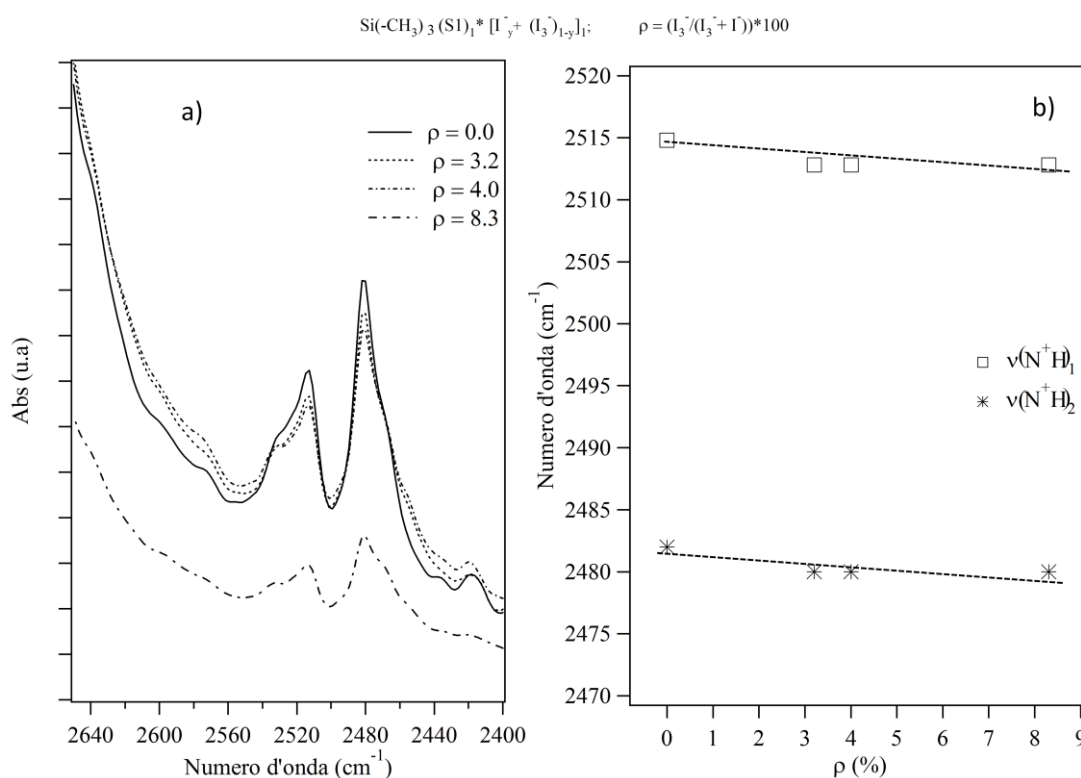 Si(-CH₃)₃(S1)₁* [I⁻ᵧ+ (I₃⁻)₁₋ᵧ]₁; ρ = (I₃⁻/(I₃⁻+ I⁻))*100
a)
ρ = 0.0
ρ = 3.2
ρ = 4.0
ρ = 8.3
Abs (u.a)
2640 2600 2560 2520 2480 2440 2400
Numero d'onda (cm⁻¹)
b)
2520
2515
2510
2505
2500
2495
2490
2485
2480
2475
2470
Numero d'onda (cm⁻¹)
ν(N⁺H)₁
ν(N⁺H)₂
0 1 2 3 4 5 6 7 8 9
ρ (%)